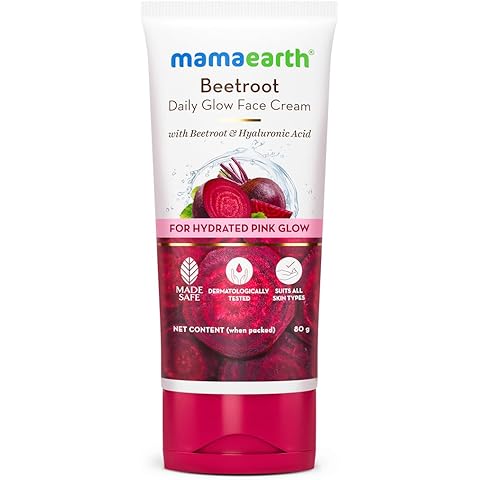 mamaearth®
Beetroot
Daily Glow Face Cream
with Beetroot & Hyaluronic Acid
FOR HYDRATED PINK GLOW
MADE SAFE
DERMATOLOGICALLY TESTED
SUITS ALL SKIN TYPES
NET CONTENT (when packed) 80 g